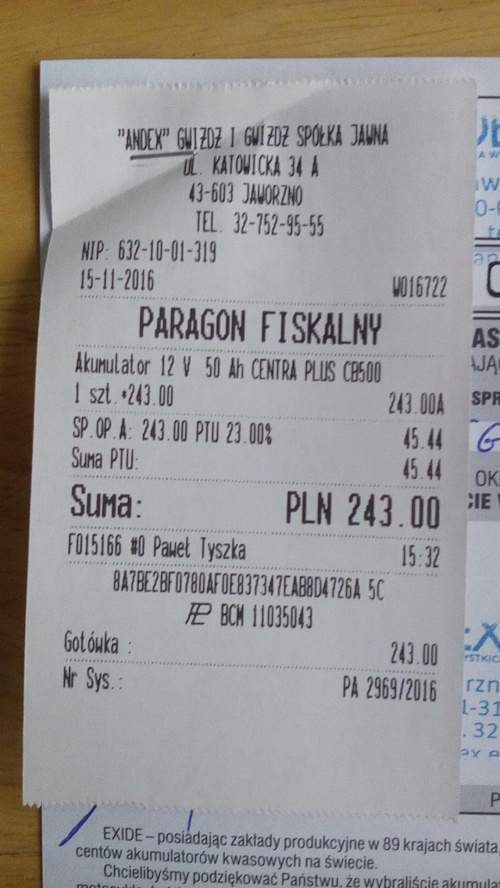 "ANDEX" GWIŻDŻ I GWIŻDŻ SPÓŁKA JAWNA
UL. KATOWICKA 34 A
43-603 JAWORZNO
TEL. 32-752-95-55
NIP: 632-10-01-319
15-11-2016 W016722
PARAGON FISKALNY
Akumulator 12 V 50 Ah CENTRA PLUS CB500
1 szt.*243.00 243.00A
SP.OP.A: 243.00 PTU 23.00% 45.44
Suma PTU: 45.44
Suma: PLN 243.00
F015166 #0 Paweł Tyszka 15:32
8A7BE2BF0780AF0E837347EAB8D4726A 5C
BCM 11035043
Gotówka : 243.00
Nr Sys.: PA 2969/2016
EXIDE – posiadając zakłady produkcyjne w 89 krajach świata,
centów akumulatorów kwasowych na świecie.
Chcielibyśmy podziękować Państwu, że wybraliście